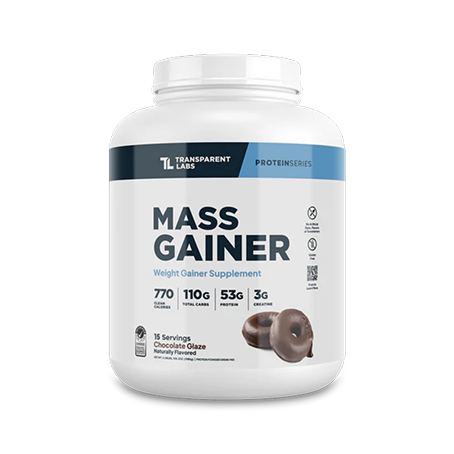 TL TRANSPARENT
LABS
PROTEINSERIES
MASS
GAINER
Weight Gainer Supplement
770
CLEAN
CALORIES
110G
TOTAL CARBS
53G
PROTEIN
3G
CREATINE
15 Servings
Chocolate Glaze
Naturally Flavored